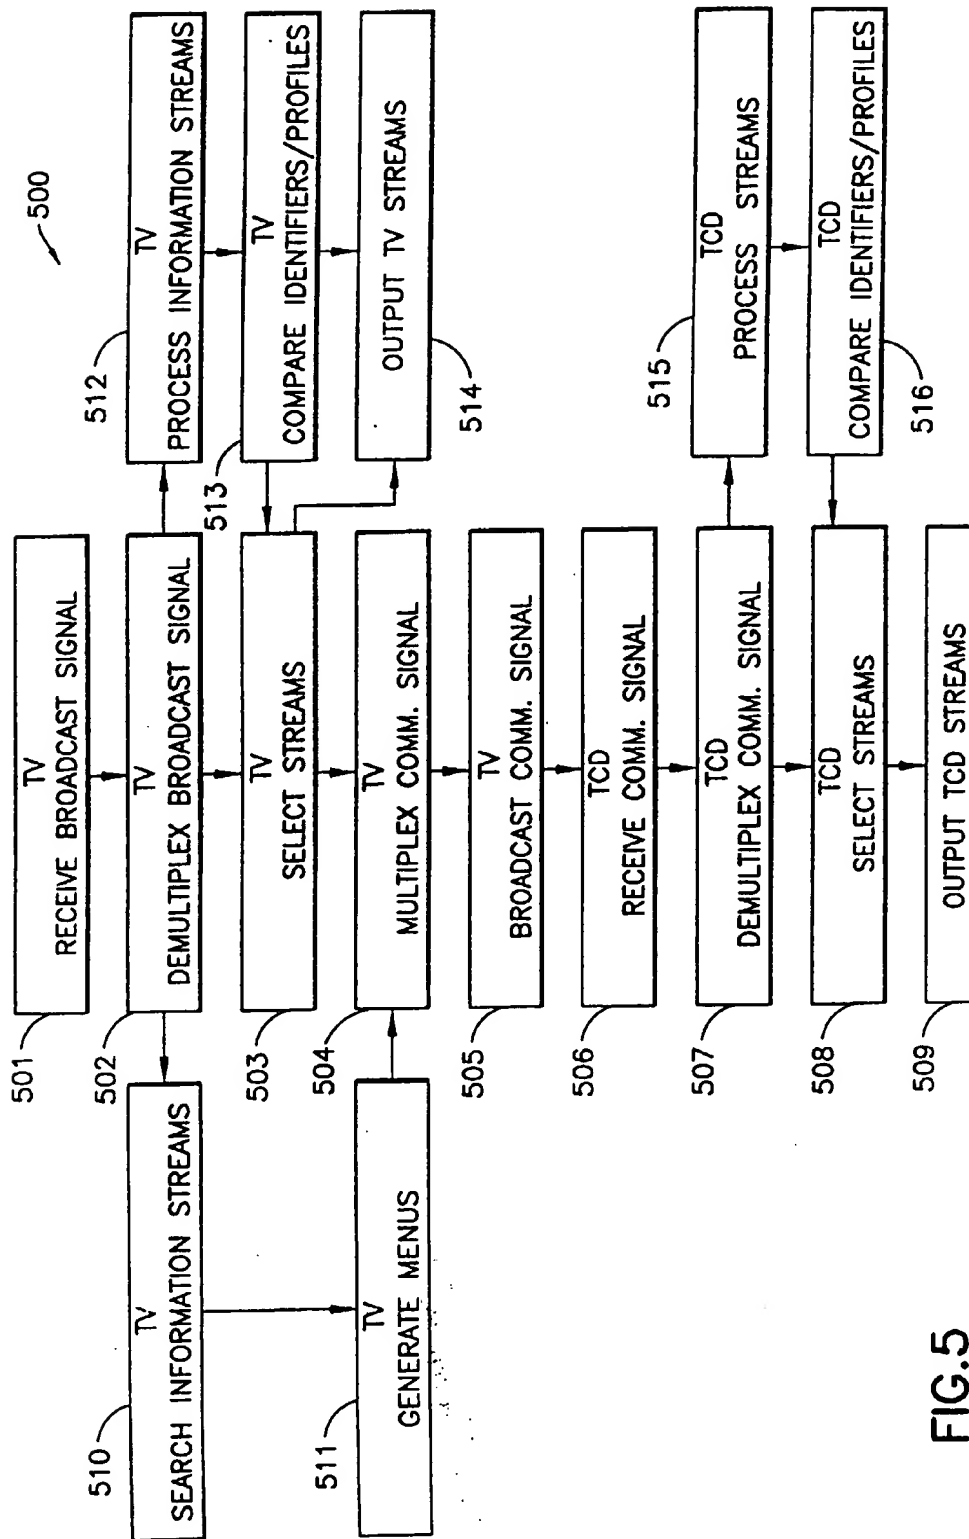 500
501
TV
RECEIVE BROADCAST SIGNAL
502
TV
DEMULTIPLEX BROADCAST SIGNAL
503
TV
SELECT STREAMS
504
TV
MULTIPLEX COMM. SIGNAL
505
TV
BROADCAST COMM. SIGNAL
506
TCD
RECEIVE COMM. SIGNAL
507
TCD
DEMULTIPLEX COMM. SIGNAL
508
TCD
SELECT STREAMS
509
OUTPUT TCD STREAMS
510
TV
SEARCH INFORMATION STREAMS
511
TV
GENERATE MENUS
512
TV
PROCESS INFORMATION STREAMS
513
TV
COMPARE IDENTIFIERS/PROFILES
514
OUTPUT TV STREAMS
515
TCD
PROCESS STREAMS
516
TCD
COMPARE IDENTIFIERS/PROFILES
FIG.5